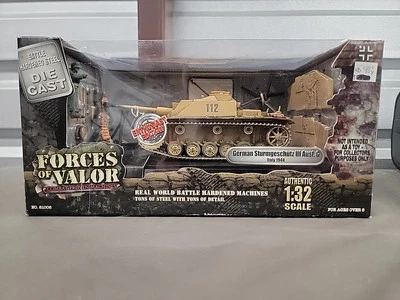 BATTLE
HARDENED STEEL
DIE
CAST
112
German Sturmgeschutz III Ausf. G
Italy 1944
NOT INTENDED
AS A TOY -
FOR COLLECTING
PURPOSES ONLY
FORCES
OF VALOR
REAL WORLD BATTLE HARDENED MACHINES
TONS OF STEEL WITH TONS OF DETAIL
AUTHENTIC
1:32
SCALE
NO. 81006
FOR AGES OVER 8